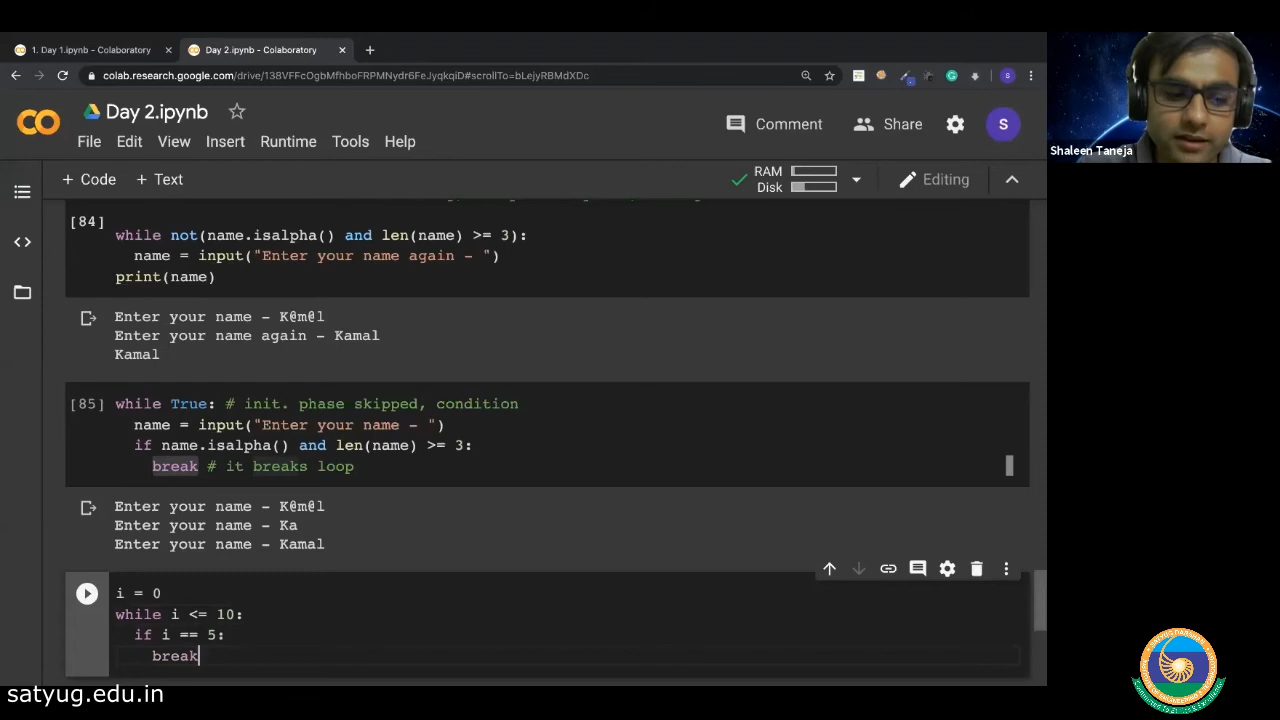 1. Day 1.ipynb - Colaboratory
Day 2.ipynb - Colaboratory
colab.research.google.com/drive/138VFFcOgbMfhboFRPMNydr6FeJyqkqiD#scrollTo=bLejyRBMdXDc
CO
Day 2.ipynb
File Edit View Insert Runtime Tools Help
Comment
Share
S
+ Code + Text
RAM
Disk
Editing
Shaleen Taneja
[84]
while not(name.isalpha() and len(name) >= 3):
name = input("Enter your name again - ")
print(name)
Enter your name - K@m@l
Enter your name again - Kamal
Kamal
[85] while True: # init. phase skipped, condition
name = input("Enter your name - ")
if name.isalpha() and len(name) >= 3:
break # it breaks loop
Enter your name - K@m@l
Enter your name - Ka
Enter your name - Kamal
i = 0
while i <= 10:
if i == 5:
break
satyug.edu.in